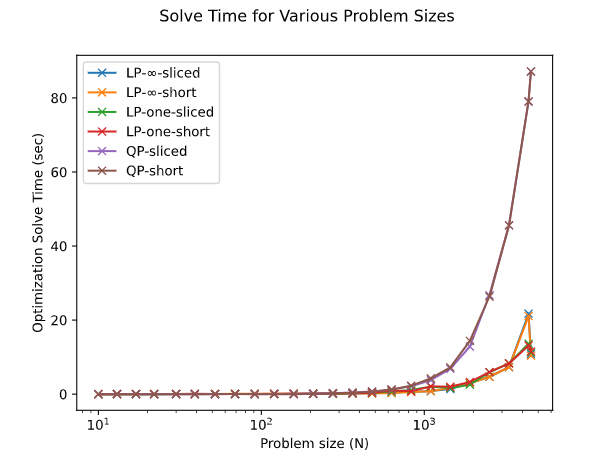 Solve Time for Various Problem Sizes
LP-∞-sliced
LP-∞-short
LP-one-sliced
LP-one-short
QP-sliced
QP-short
80
60
40
20
0
Optimization Solve Time (sec)
10¹ 10² 10³
Problem size (N)